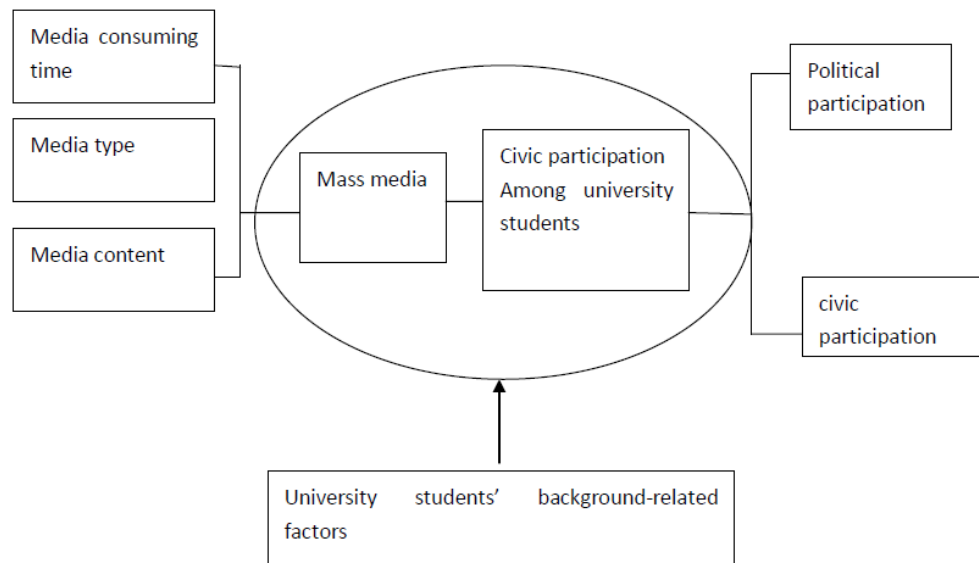 Media consuming
time
Media type
Media content
Mass media
Civic participation
Among university
students
Political
participation
civic
participation
University students’ background-related
factors